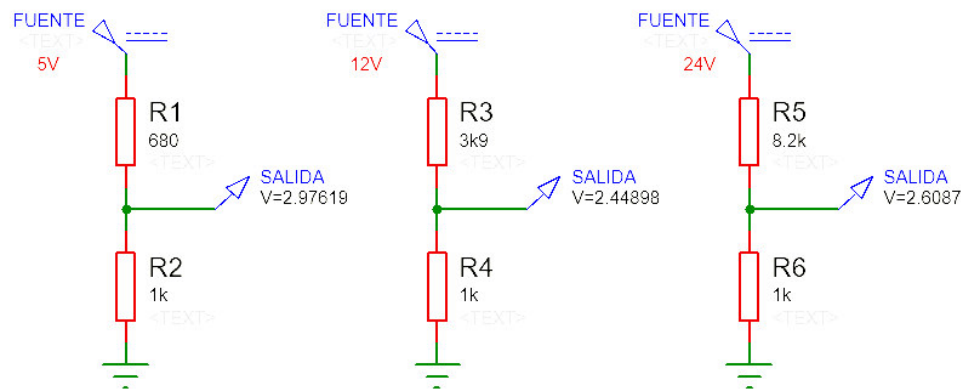 FUENTE
<TEXT>
5V
R1
680
<TEXT>
SALIDA
V=2.97619
R2
1k
<TEXT>
FUENTE
<TEXT>
12V
R3
3k9
<TEXT>
SALIDA
V=2.44898
R4
1k
<TEXT>
FUENTE
<TEXT>
24V
R5
8.2k
<TEXT>
SALIDA
V=2.6087
R6
1k
<TEXT>